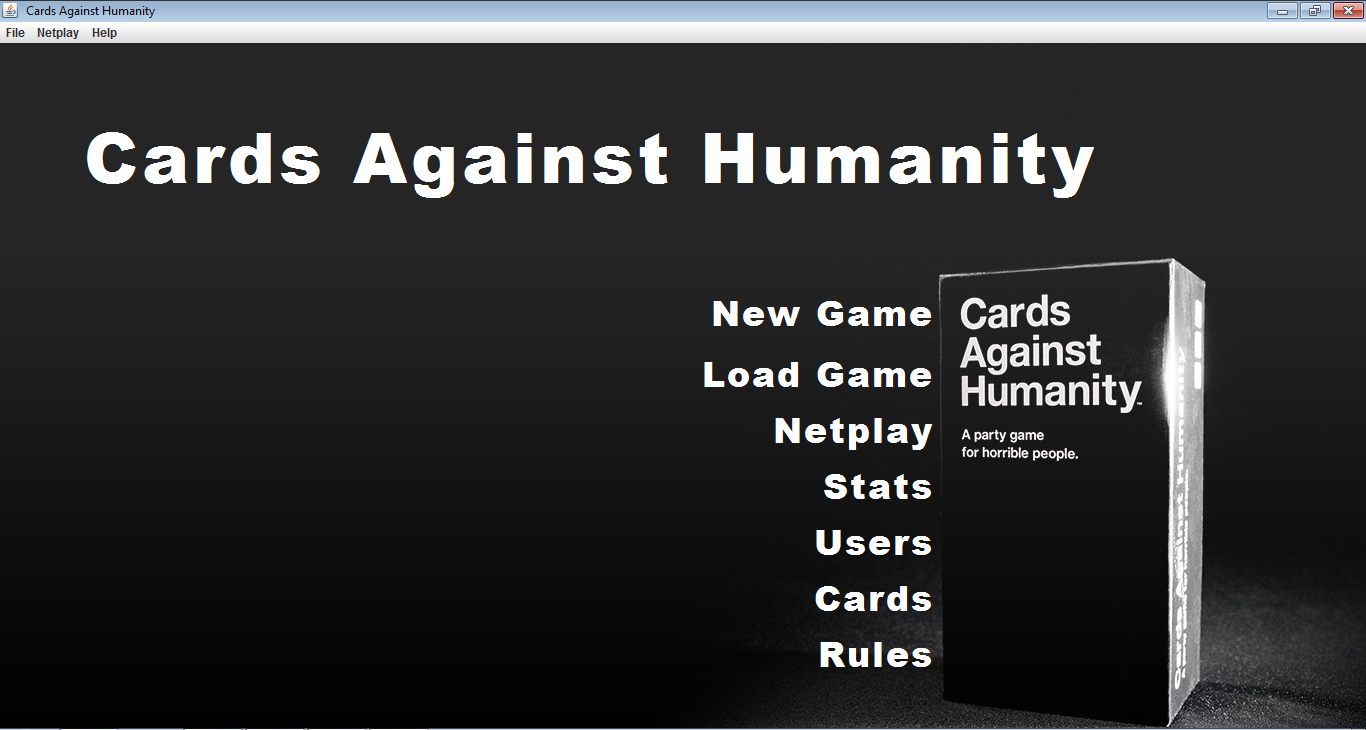 Cards Against Humanity
File Netplay Help
Cards Against Humanity
New Game
Load Game
Netplay
Stats
Users
Cards
Rules
Cards
Against
Humanity™
A party game
for horrible people.
Cards Against Humanity